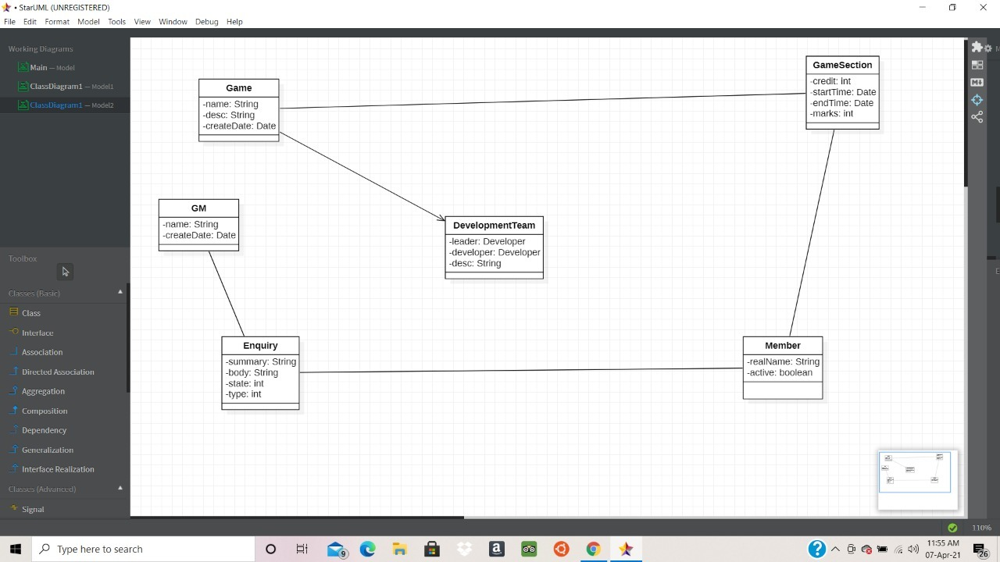 • StarUML (UNREGISTERED)
File Edit Format Model Tools View Window Debug Help
Working Diagrams
Main — Model
ClassDiagram1 — Model1
ClassDiagram1 — Model2
Toolbox
Classes (Basic)
Class
Interface
Association
Directed Association
Aggregation
Composition
Dependency
Generalization
Interface Realization
Classes (Advanced)
Signal
Game
-name: String
-desc: String
-createDate: Date
GameSection
-credit: int
-startTime: Date
-endTime: Date
-marks: int
GM
-name: String
-createDate: Date
DevelopmentTeam
-leader: Developer
-developer: Developer
-desc: String
Enquiry
-summary: String
-body: String
-state: int
-type: int
Member
-realName: String
-active: boolean
110%
Type here to search
9
a
?
11:55 AM
07-Apr-21
26